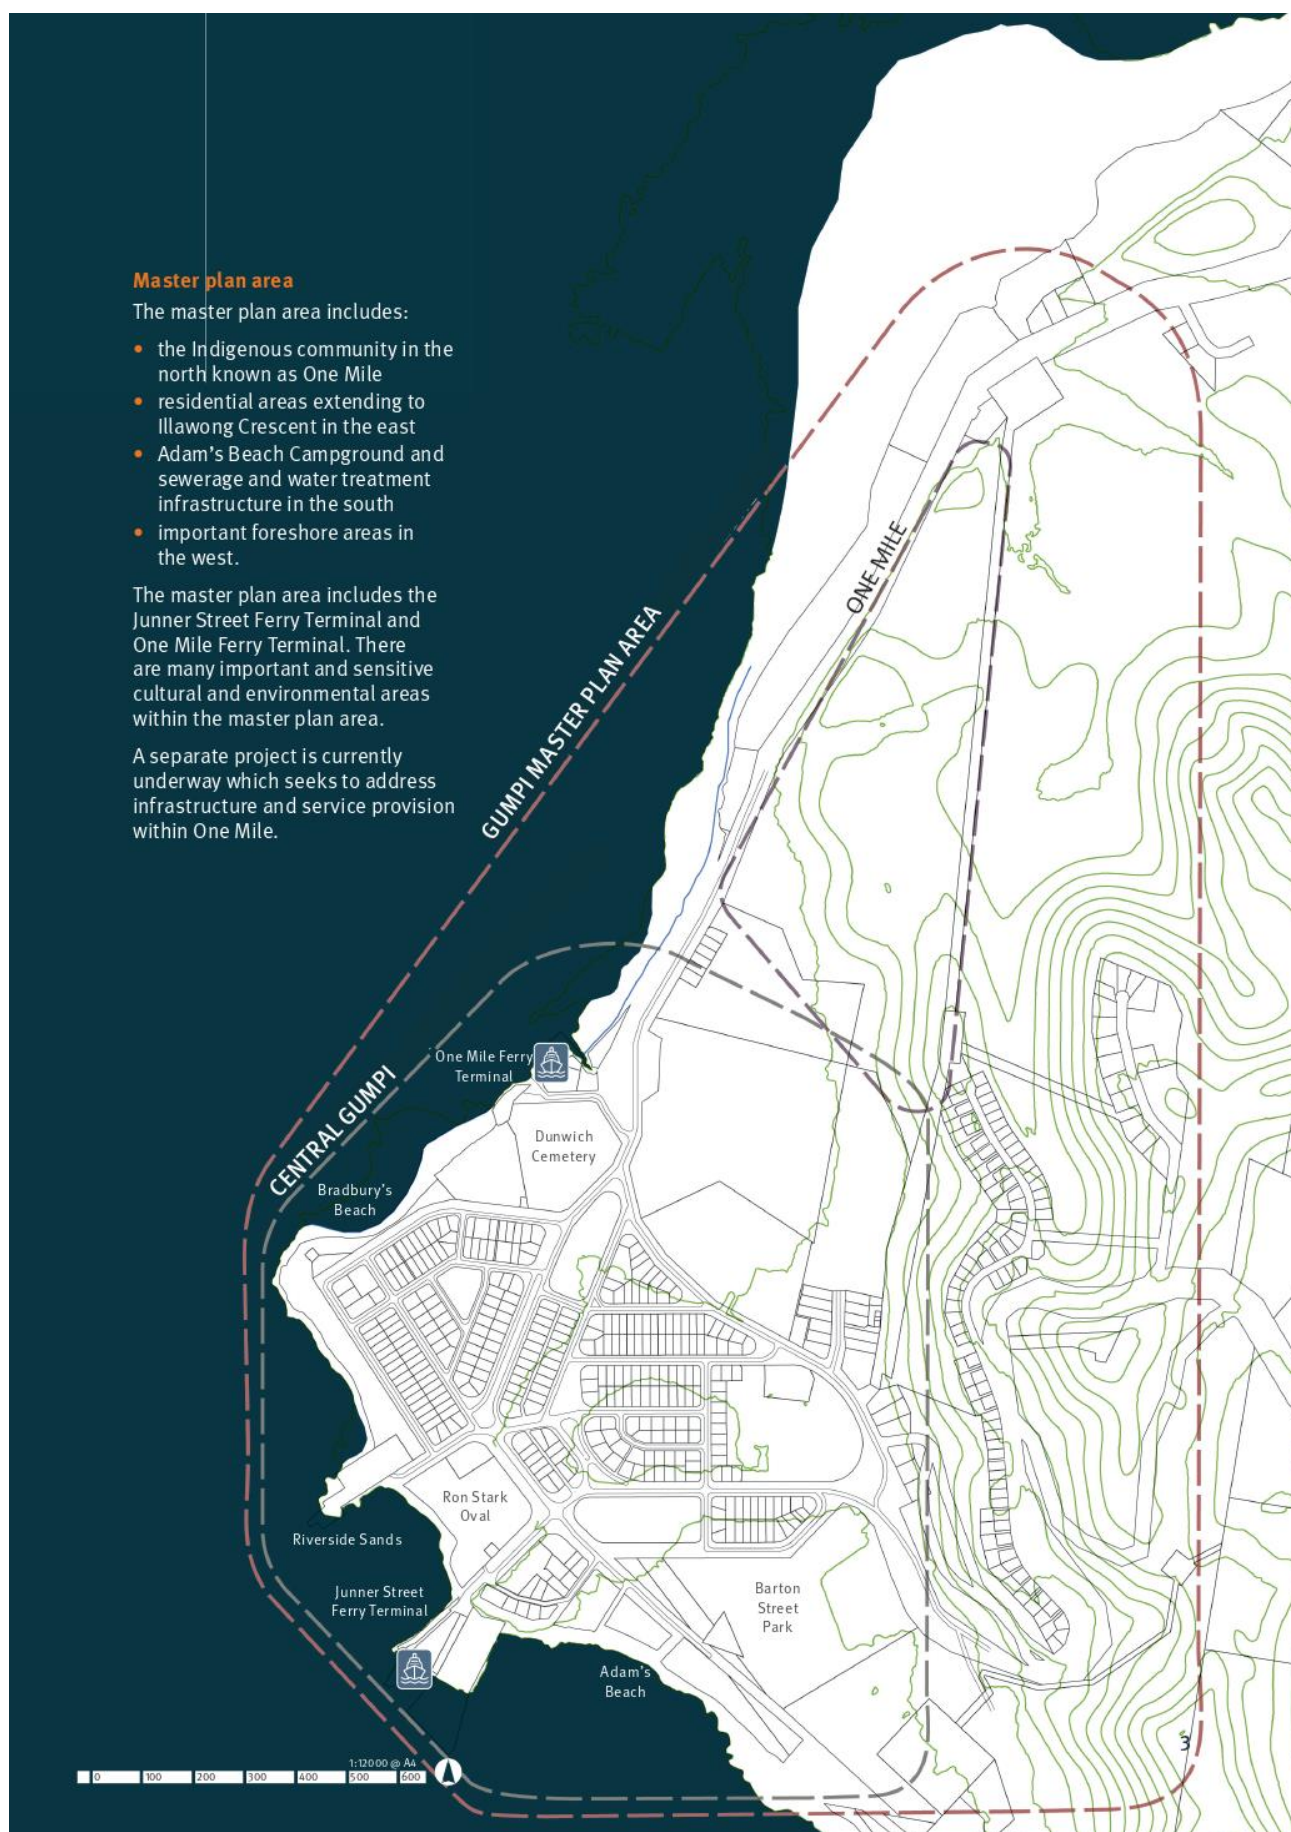 Master plan area
The master plan area includes:
• the Indigenous community in the
north known as One Mile
• residential areas extending to
Illawong Crescent in the east
• Adam's Beach Campground and
sewerage and water treatment
infrastructure in the south
• important foreshore areas in
the west.
The master plan area includes the
Junner Street Ferry Terminal and
One Mile Ferry Terminal. There
are many important and sensitive
cultural and environmental areas
within the master plan area.
A separate project is currently
underway which seeks to address
infrastructure and service provision
within One Mile.
ONE MILE
GUMPI MASTER PLAN AREA
CENTRAL GUMPI
One Mile Ferry
Terminal
Dunwich
Cemetery
Bradbury's
Beach
Ron Stark
Oval
Riverside Sands
Junner Street
Ferry Terminal
Barton
Street
Park
Adam's
Beach
1:12000 @ A4
0 100 200 300 400 500 600
3